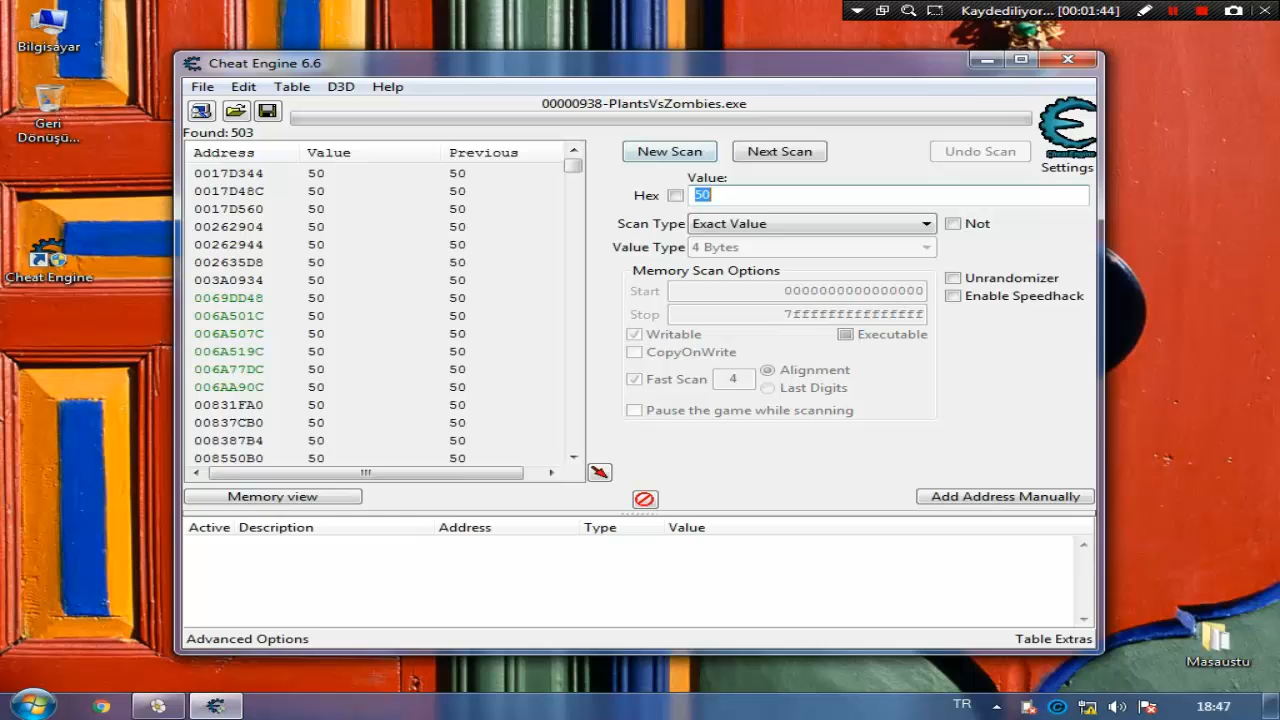 Kaydediliyor... [00:01:44]
Bilgisayar
Geri
Dönüşü...
Cheat Engine
Cheat Engine 6.6
File Edit Table D3D Help
00000938-PlantsVsZombies.exe
Found: 503
Address Value Previous
0017D344 50 50
0017D48C 50 50
0017D560 50 50
00262904 50 50
00262944 50 50
002635D8 50 50
003A0934 50 50
0069DD48 50 50
006A501C 50 50
006A507C 50 50
006A519C 50 50
006A77DC 50 50
006AA90C 50 50
00831FA0 50 50
00837CB0 50 50
008387B4 50 50
008550B0 50 50
New Scan Next Scan Undo Scan
Settings
Value:
Hex 50
Scan Type Exact Value Not
Value Type 4 Bytes
Memory Scan Options
Start 0000000000000000
Stop 7fffffffffffffff
Writable Executable
CopyOnWrite
Fast Scan 4 Alignment
Last Digits
Pause the game while scanning
Unrandomizer
Enable Speedhack
Memory view Add Address Manually
Active Description Address Type Value
Advanced Options Table Extras
Masaustu
TR 18:47